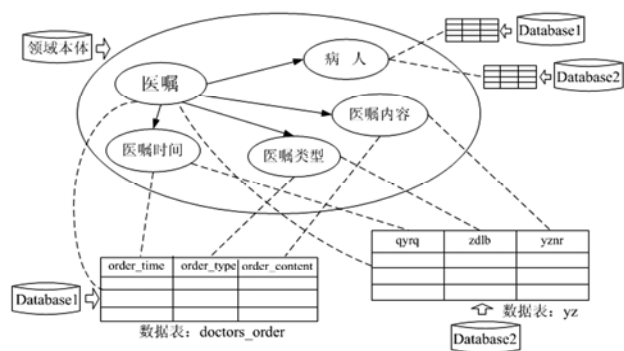 领域本体
病 人
Database1
Database2
医嘱
医嘱内容
医嘱时间
医嘱类型
order_time order_type order_content
qyrq zdlb yznr
Database1
数据表：doctors_order
数据表：yz
Database2